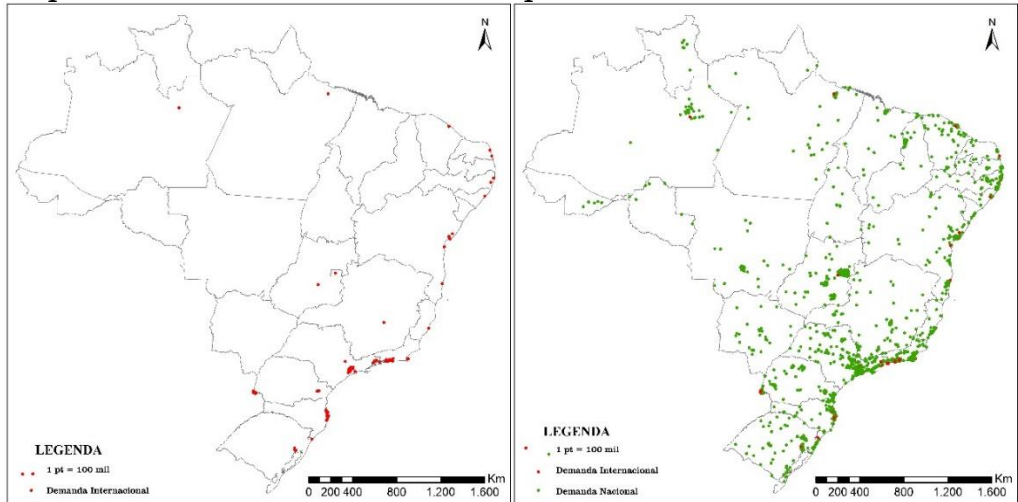 N
LEGENDA
1 pt = 100 mil
Demanda Internacional
Km
0 200 400 800 1.200 1.600
N
LEGENDA
1 pt = 100 mil
Demanda Internacional
Demanda Nacional
Km
0 200 400 800 1.200 1.600